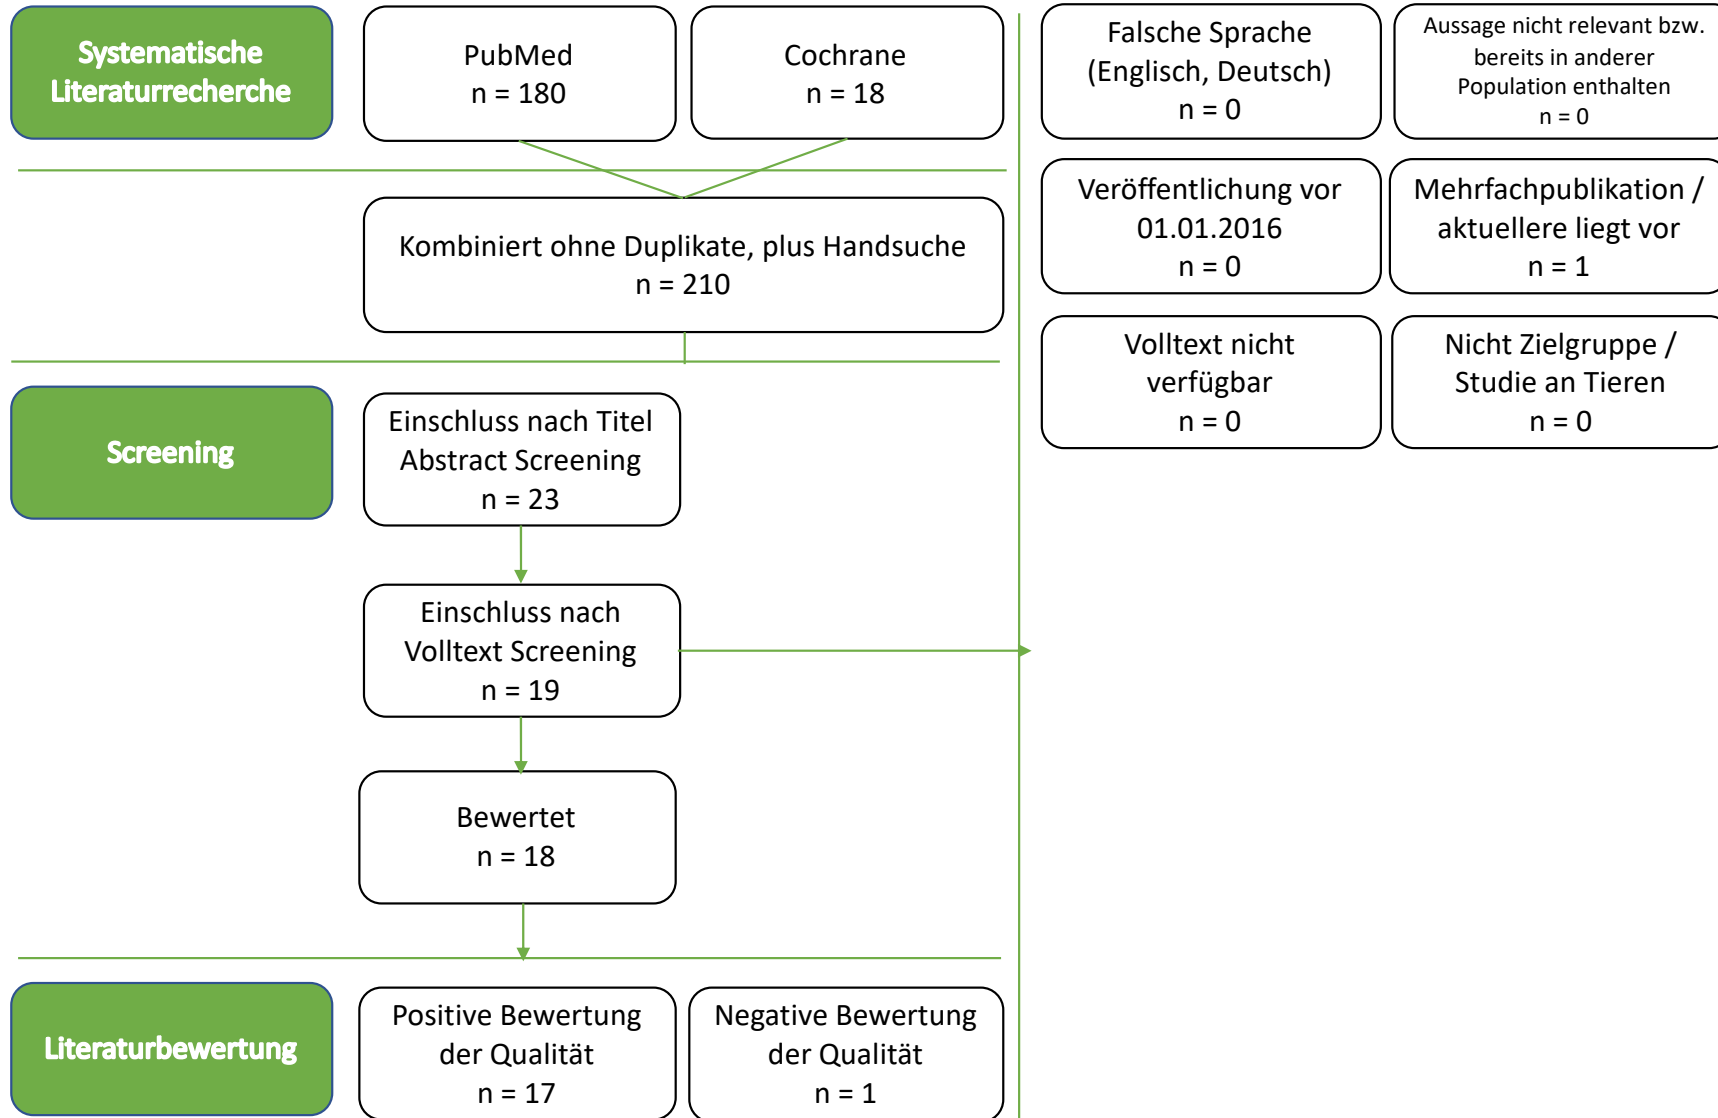 Systematische
Literaturrecherche
PubMed
n = 180
Cochrane
n = 18
Kombiniert ohne Duplikate, plus Handsuche
n = 210
Screening
Einschluss nach Titel
Abstract Screening
n = 23
Einschluss nach
Volltext Screening
n = 19
Bewertet
n = 18
Literaturbewertung
Positive Bewertung
der Qualität
n = 17
Negative Bewertung
der Qualität
n = 1
Falsche Sprache
(Englisch, Deutsch)
n = 0
Aussage nicht relevant bzw.
bereits in anderer
Population enthalten
n = 0
Veröffentlichung vor
01.01.2016
n = 0
Mehrfachpublikation /
aktuellere liegt vor
n = 1
Volltext nicht
verfügbar
n = 0
Nicht Zielgruppe /
Studie an Tieren
n = 0